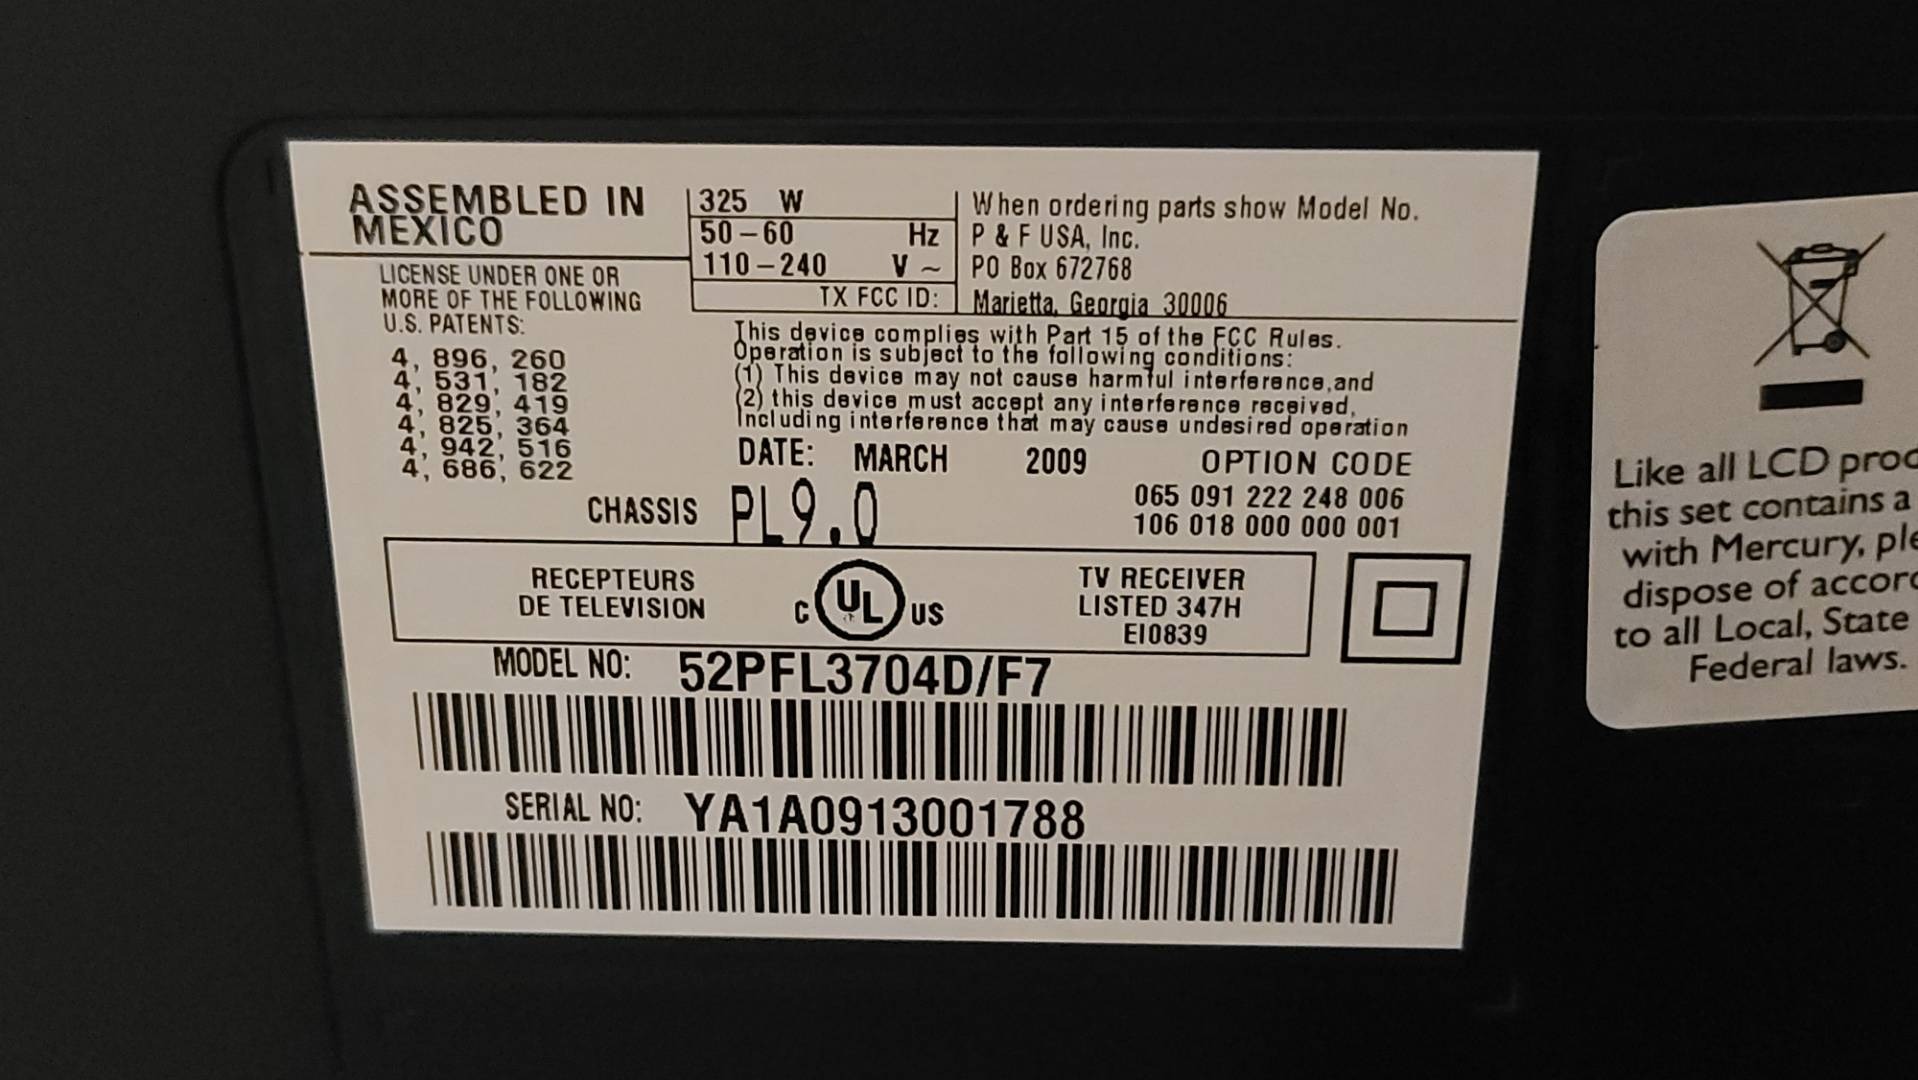 ASSEMBLED IN
MEXICO
325 W
50-60 Hz
110-240 V ~
TX FCC ID:
When ordering parts show Model No.
P & F USA, Inc.
PO Box 672768
Marietta, Georgia 30006
LICENSE UNDER ONE OR
MORE OF THE FOLLOWING
U.S. PATENTS:
4, 896, 260
4, 531, 182
4, 829, 419
4, 825, 364
4, 942, 516
4, 686, 622
This device complies with Part 15 of the FCC Rules.
Operation is subject to the following conditions:
(1) This device may not cause harmful interference,and
(2) this device must accept any interference received,
Including interference that may cause undesired operation
DATE: MARCH 2009
OPTION CODE
065 091 222 248 006
106 018 000 000 001
CHASSIS PL9.0
RECEPTEURS
DE TELEVISION
C UL US
TV RECEIVER
LISTED 347H
EI0839
MODEL NO: 52PFL3704D/F7
SERIAL NO: YA1A0913001788
Like all LCD
this set contains a
with Mercury,
dispose of
to all Local, State
Federal laws.